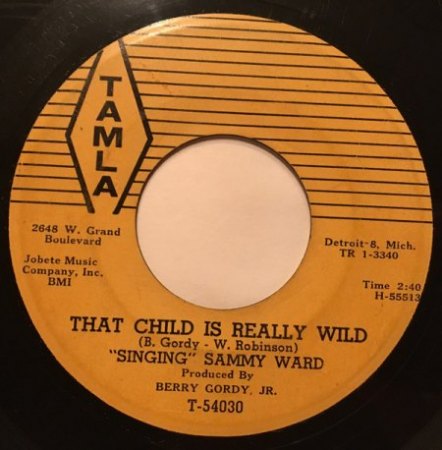 TAMLA
2648 W. Grand
Boulevard
Jobete Music
Company, Inc.
BMI
Detroit-8, Mich.
TR 1-3340
Time 2:40
H-55513
THAT CHILD IS REALLY WILD
(B. Gordy - W. Robinson)
"SINGING" SAMMY WARD
Produced By
BERRY GORDY, JR.
T-54030